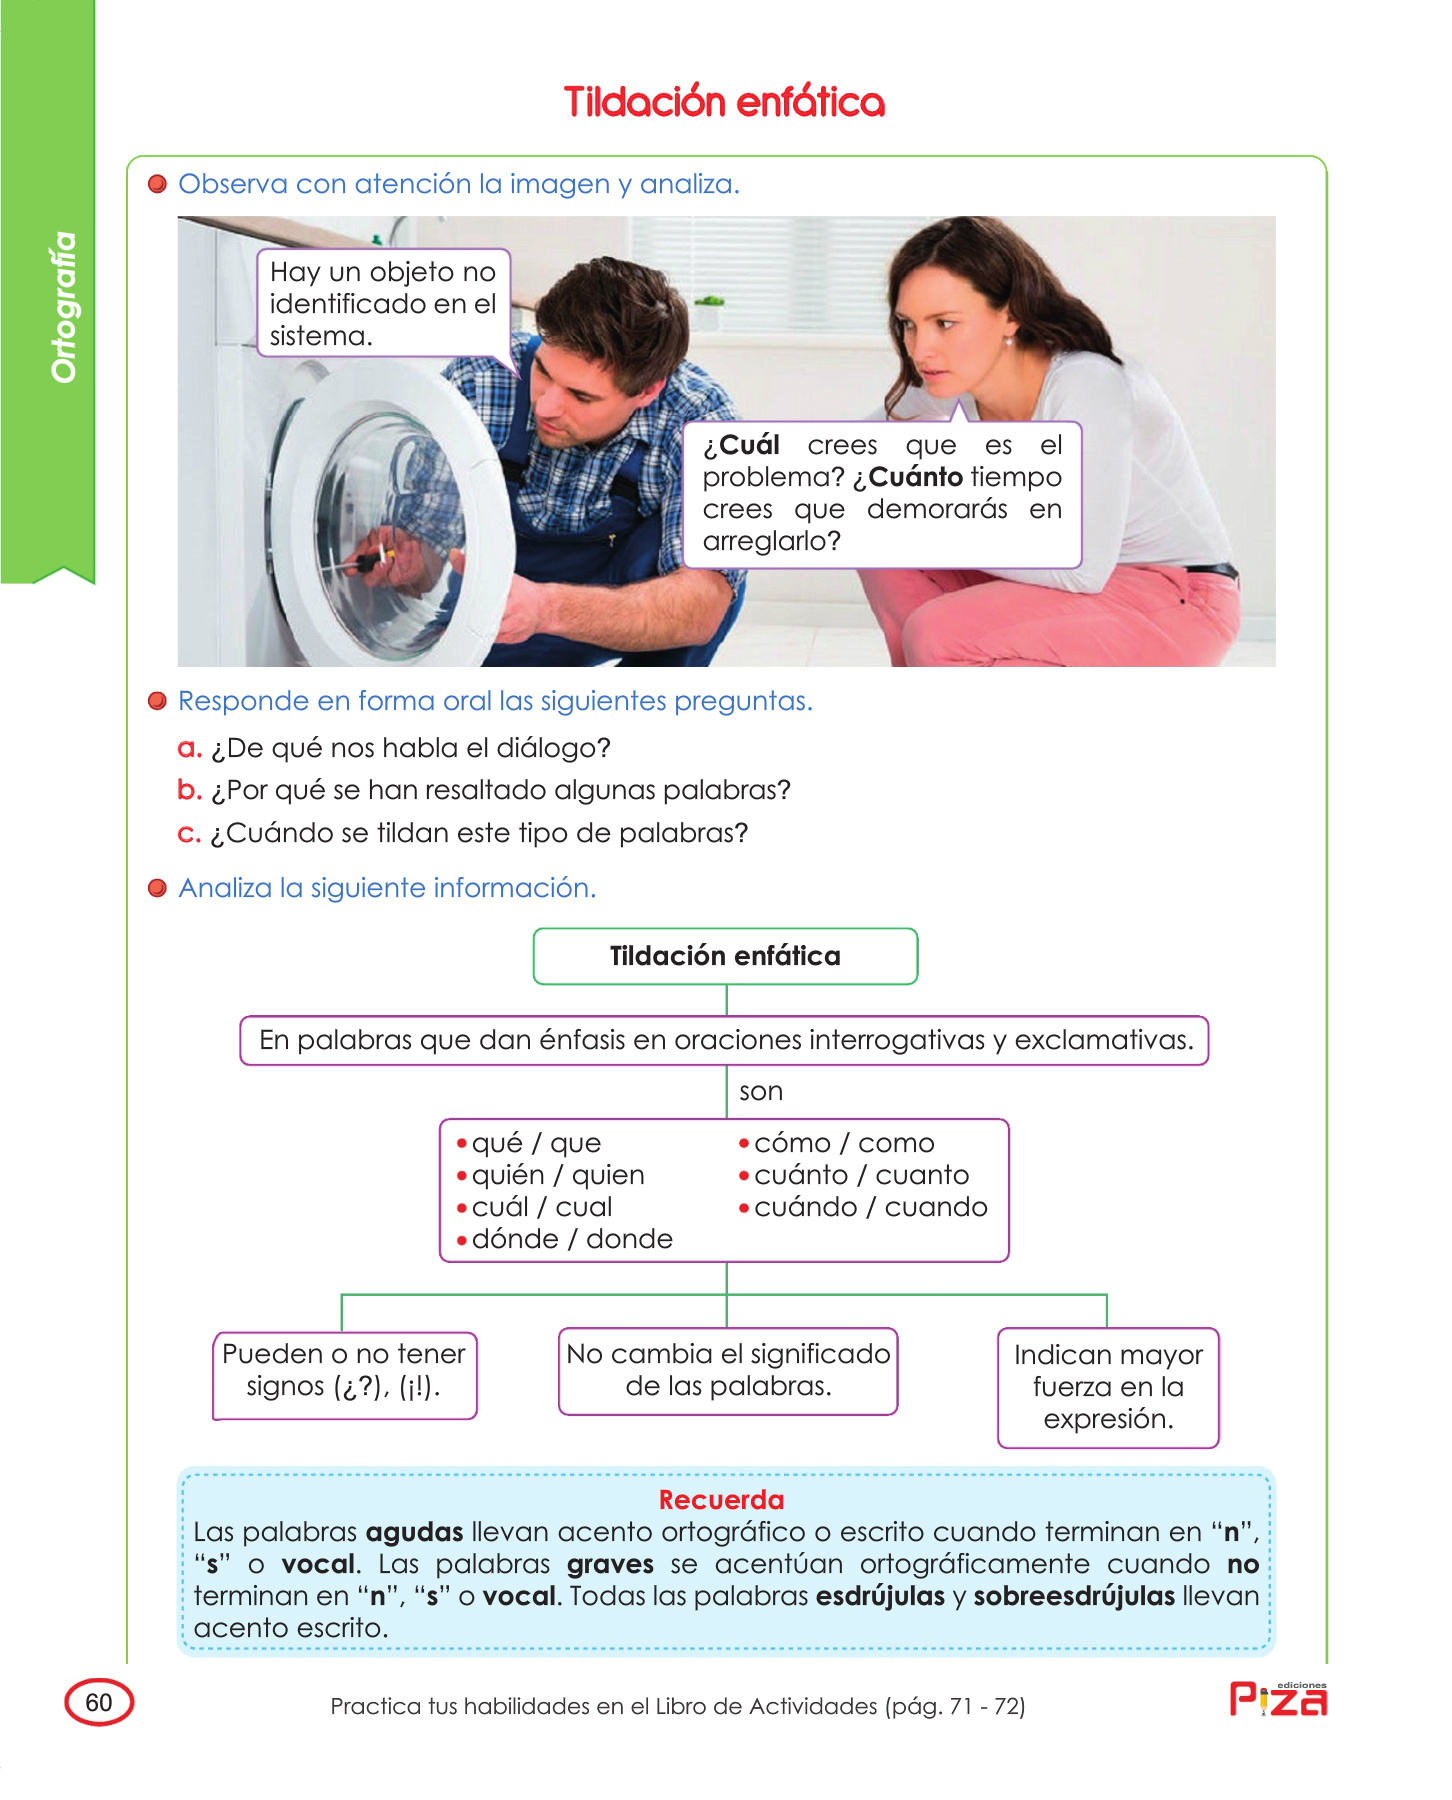 Tildación enfática
Ortografía
Observa con atención la imagen y analiza.
Hay un objeto no
identificado en el
sistema.
¿Cuál crees que es el
problema? ¿Cuánto tiempo
crees que demorarás en
arreglarlo?
Responde en forma oral las siguientes preguntas.
a. ¿De qué nos habla el diálogo?
b. ¿Por qué se han resaltado algunas palabras?
c. ¿Cuándo se tildan este tipo de palabras?
Analiza la siguiente información.
Tildación enfática
En palabras que dan énfasis en oraciones interrogativas y exclamativas.
son
• qué / que
• quién / quien
• cuál / cual
• dónde / donde
• cómo / como
• cuánto / cuanto
• cuándo / cuando
Pueden o no tener
signos (¿?), (¡!).
No cambia el significado
de las palabras.
Indican mayor
fuerza en la
expresión.
Recuerda
Las palabras agudas llevan acento ortográfico o escrito cuando terminan en “n”,
“s” o vocal. Las palabras graves se acentúan ortográficamente cuando no
terminan en “n”, “s” o vocal. Todas las palabras esdrújulas y sobreesdrújulas llevan
acento escrito.
60
Practica tus habilidades en el Libro de Actividades (pág. 71 - 72)
ediciones
Piza